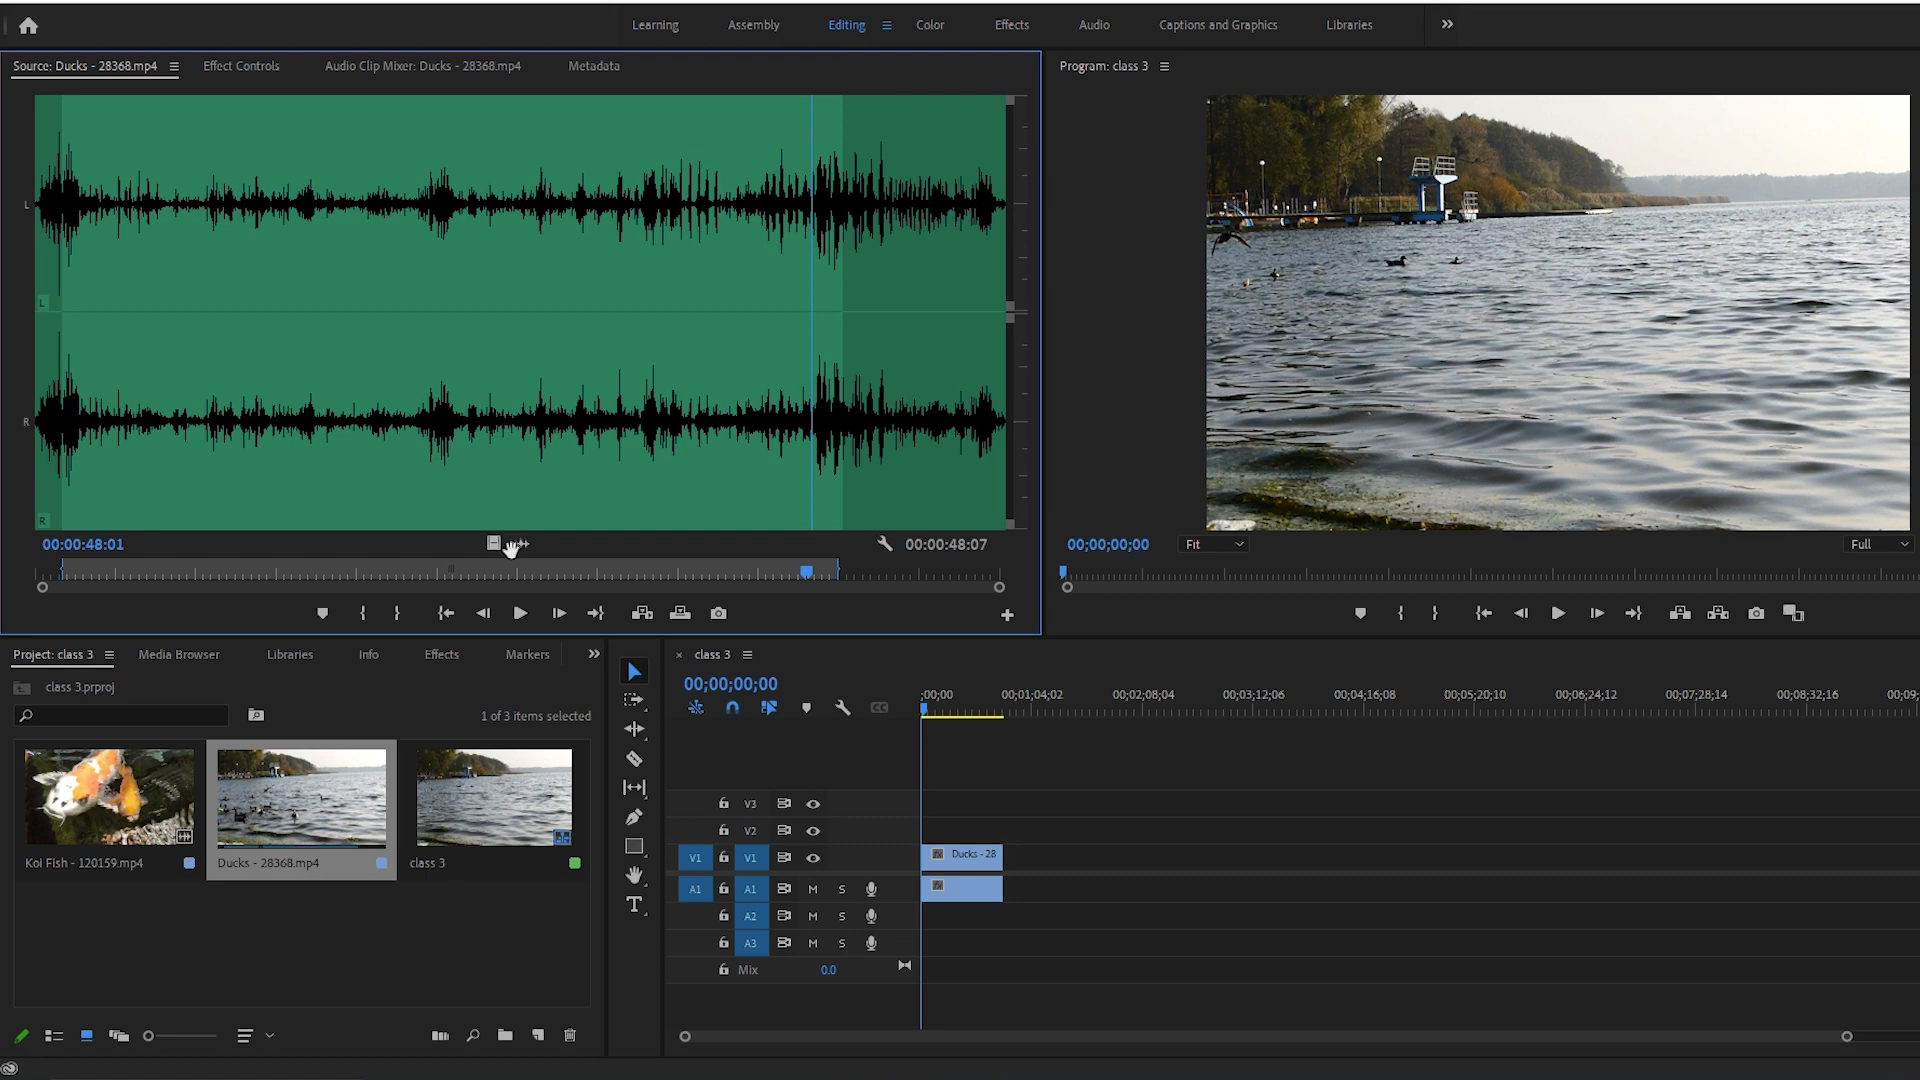 Learning Assembly Editing Color Effects Audio Captions and Graphics Libraries
Source: Ducks - 28368.mp4 Effect Controls Audio Clip Mixer: Ducks - 28368.mp4 Metadata
Program: class 3
L
L
R
R
00:00:48:01 00:00:48:07
00;00;00;00 Fit Full
Project: class 3 Media Browser Libraries Info Effects Markers
class 3.prproj
1 of 3 items selected
Koi Fish - 120159.mp4 Ducks - 28368.mp4 class 3
× class 3
00;00;00;00
;00;00 00;01;04;02 00;02;08;04 00;03;12;06 00;04;16;08 00;05;20;10 00;06;24;12 00;07;28;14 00;08;32;16 00;09;
CC
V3
V2
V1 V1 fx Ducks - 28
A1 A1 M S fx
A2 M S
A3 M S
Mix 0.0
T